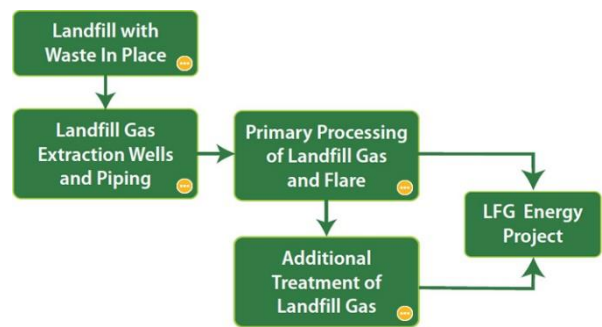 Landfill with
Waste In Place
Landfill Gas
Extraction Wells
and Piping
Primary Processing
of Landfill Gas
and Flare
LFG Energy
Project
Additional
Treatment of
Landfill Gas